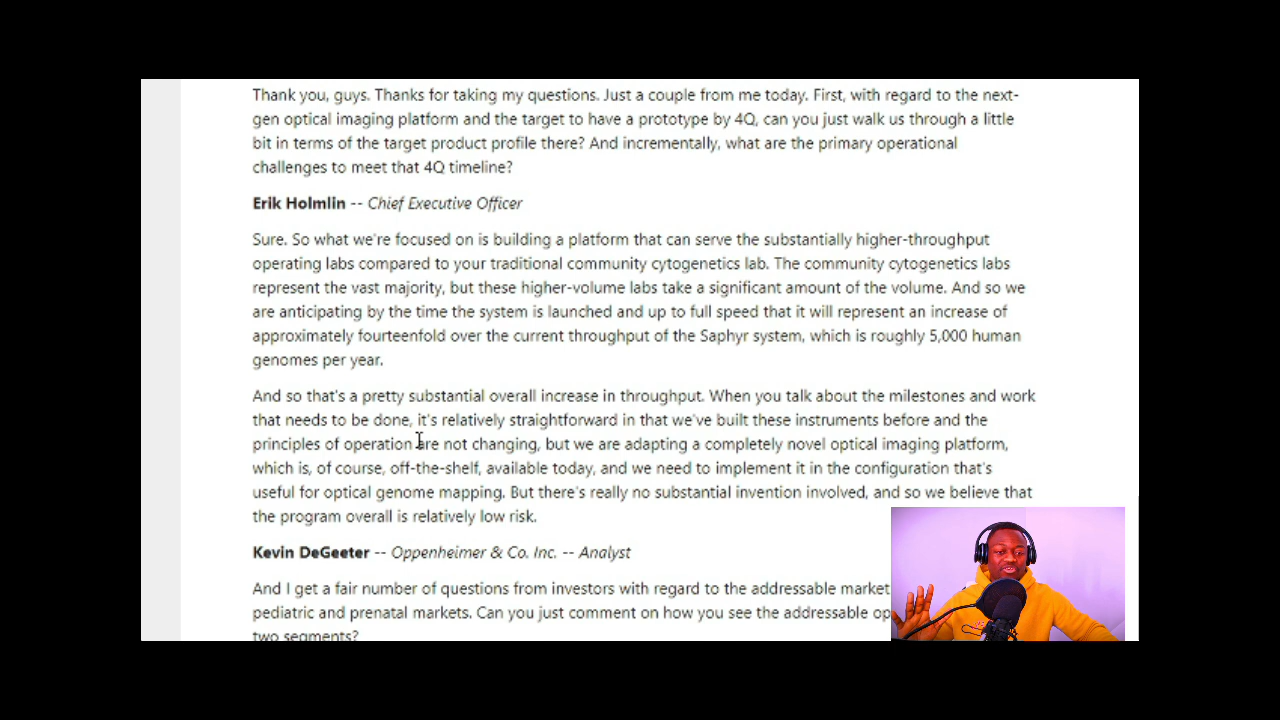 Thank you, guys. Thanks for taking my questions. Just a couple from me today. First, with regard to the next-
gen optical imaging platform and the target to have a prototype by 4Q, can you just walk us through a little
bit in terms of the target product profile there? And incrementally, what are the primary operational
challenges to meet that 4Q timeline?
Erik Holmlin -- Chief Executive Officer
Sure. So what we're focused on is building a platform that can serve the substantially higher-throughput
operating labs compared to your traditional community cytogenetics lab. The community cytogenetics labs
represent the vast majority, but these higher-volume labs take a significant amount of the volume. And so we
are anticipating by the time the system is launched and up to full speed that it will represent an increase of
approximately fourteenfold over the current throughput of the Saphyr system, which is roughly 5,000 human
genomes per year.
And so that's a pretty substantial overall increase in throughput. When you talk about the milestones and work
that needs to be done, it's relatively straightforward in that we've built these instruments before and the
principles of operation are not changing, but we are adapting a completely novel optical imaging platform,
which is, of course, off-the-shelf, available today, and we need to implement it in the configuration that's
useful for optical genome mapping. But there's really no substantial invention involved, and so we believe that
the program overall is relatively low risk.
Kevin DeGeeter -- Oppenheimer & Co. Inc. -- Analyst
And I get a fair number of questions from investors with regard to the addressable market
pediatric and prenatal markets. Can you just comment on how you see the addressable op
two segments?